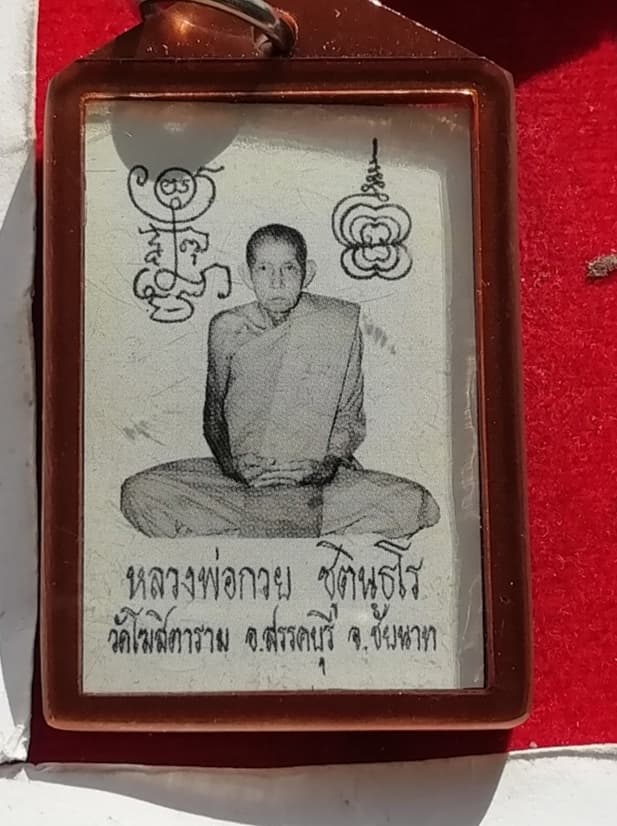 หลวงพ่อกวย ชุตินฺธโร
วัดโฆสิตาราม อ.สรรคบุรี จ.ชัยนาท